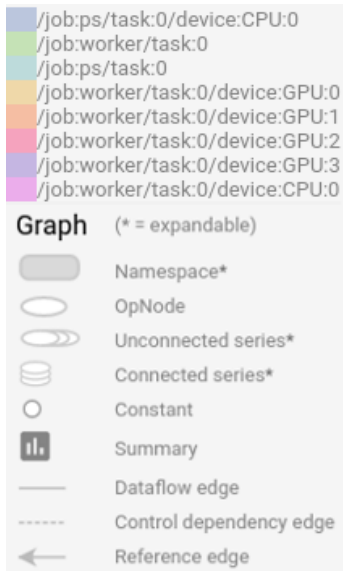 /job:ps/task:0/device:CPU:0
/job:worker/task:0
/job:ps/task:0
/job:worker/task:0/device:GPU:0
/job:worker/task:0/device:GPU:1
/job:worker/task:0/device:GPU:2
/job:worker/task:0/device:GPU:3
/job:worker/task:0/device:CPU:0
Graph (* = expandable)
Namespace*
OpNode
Unconnected series*
Connected series*
Constant
Summary
Dataflow edge
Control dependency edge
Reference edge